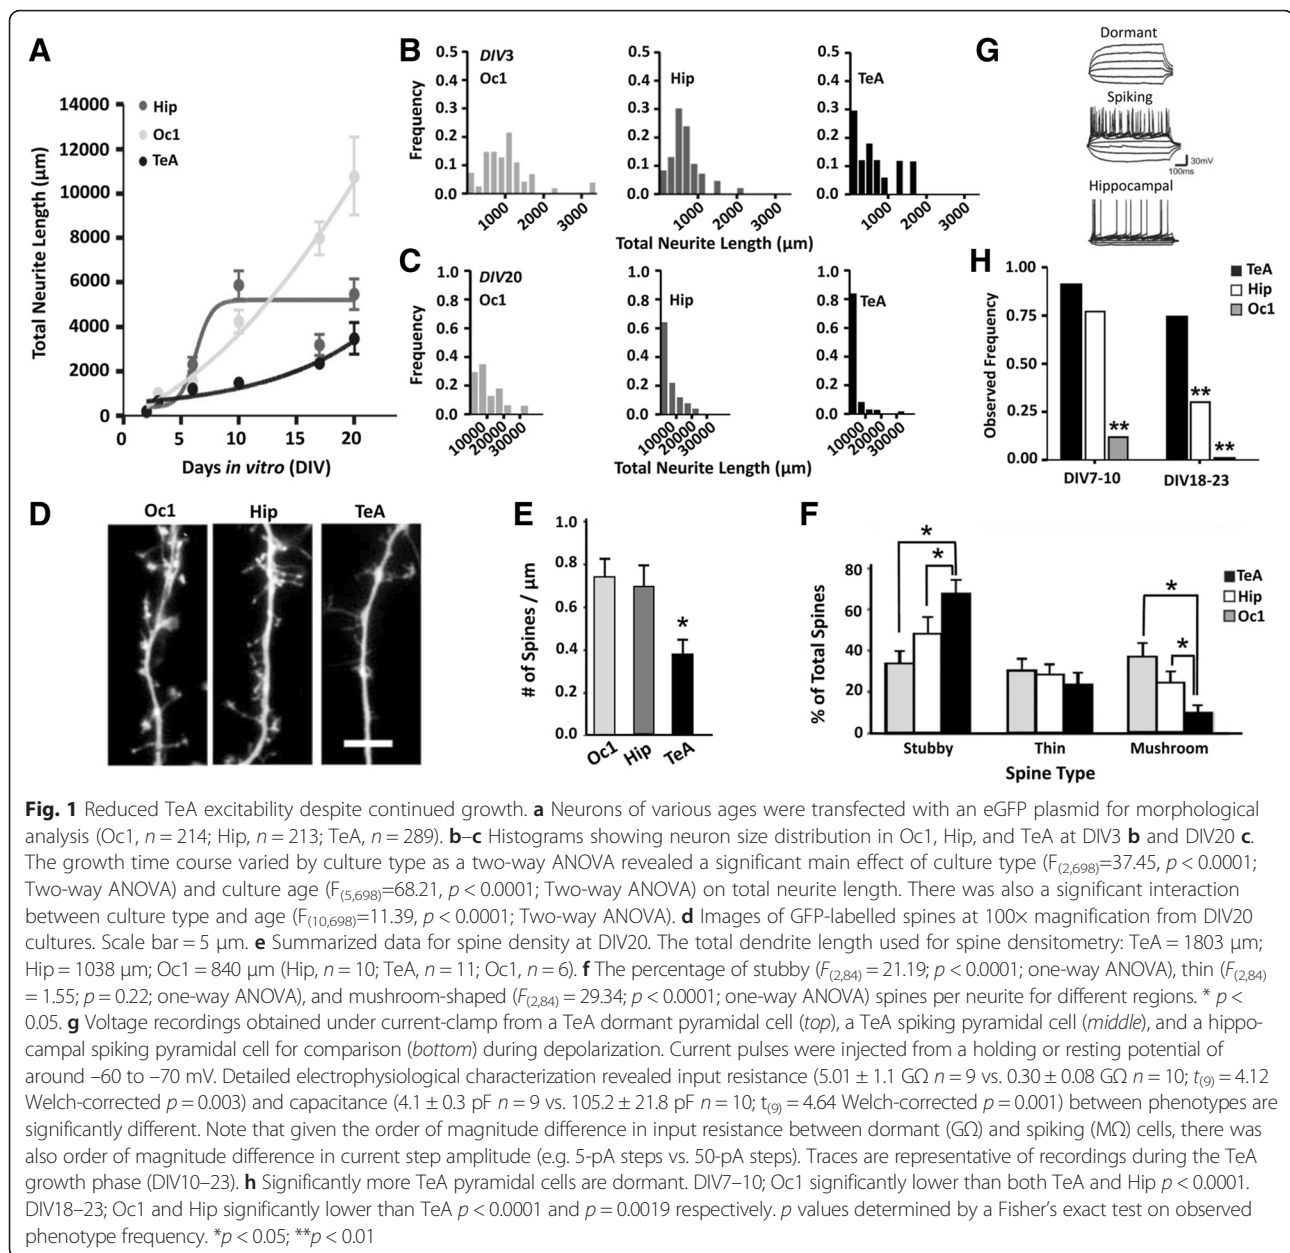 A
14000
12000
10000
8000
6000
4000
2000
0
0
5
10
15
20
Total Neurite Length (μm)
Days in vitro (DIV)
Hip
Oc1
TeA
B
DIV3
Oc1
Hip
TeA
0.5
0.4
0.3
0.2
0.1
0.0
Frequency
1000
2000
3000
0.5
0.4
0.3
0.2
0.1
0.0
1000
2000
3000
0.5
0.4
0.3
0.2
0.1
0.0
1000
2000
3000
Total Neurite Length (μm)
C
DIV20
Oc1
Hip
TeA
1.0
0.8
0.6
0.4
0.2
0.0
Frequency
10000
20000
30000
1.0
0.8
0.6
0.4
0.2
0.0
10000
20000
30000
1.0
0.8
0.6
0.4
0.2
0.0
10000
20000
30000
Total Neurite Length (μm)
G
Dormant
Spiking
30mV
100ms
Hippocampal
H
1.00
0.75
0.50
0.25
0.00
Observed Frequency
TeA
Hip
Oc1
**
**
**
DIV7-10
DIV18-23
D
Oc1
Hip
TeA
E
1.0
0.8
0.6
0.4
0.2
0.0
# of Spines / μm
*
Oc1
Hip
TeA
F
80
60
40
20
0
% of Total Spines
*
*
*
*
TeA
Hip
Oc1
Stubby
Thin
Mushroom
Spine Type
Fig. 1 Reduced TeA excitability despite continued growth. a Neurons of various ages were transfected with an eGFP plasmid for morphological
analysis (Oc1, n = 214; Hip, n = 213; TeA, n = 289). b–c Histograms showing neuron size distribution in Oc1, Hip, and TeA at DIV3 b and DIV20 c.
The growth time course varied by culture type as a two-way ANOVA revealed a significant main effect of culture type (F(2,698)=37.45, p < 0.0001;
Two-way ANOVA) and culture age (F(5,698)=68.21, p < 0.0001; Two-way ANOVA) on total neurite length. There was also a significant interaction
between culture type and age (F(10,698)=11.39, p < 0.0001; Two-way ANOVA). d Images of GFP-labelled spines at 100× magnification from DIV20
cultures. Scale bar = 5 μm. e Summarized data for spine density at DIV20. The total dendrite length used for spine densitometry: TeA = 1803 μm;
Hip = 1038 μm; Oc1 = 840 μm (Hip, n = 10; TeA, n = 11; Oc1, n = 6). f The percentage of stubby (F(2,84) = 21.19; p < 0.0001; one-way ANOVA), thin (F(2,84)
= 1.55; p = 0.22; one-way ANOVA), and mushroom-shaped (F(2,84) = 29.34; p < 0.0001; one-way ANOVA) spines per neurite for different regions. * p <
0.05. g Voltage recordings obtained under current-clamp from a TeA dormant pyramidal cell (top), a TeA spiking pyramidal cell (middle), and a hippo-
campal spiking pyramidal cell for comparison (bottom) during depolarization. Current pulses were injected from a holding or resting potential of
around –60 to –70 mV. Detailed electrophysiological characterization revealed input resistance (5.01 ± 1.1 GΩ n = 9 vs. 0.30 ± 0.08 GΩ n = 10; t(9) = 4.12
Welch-corrected p = 0.003) and capacitance (4.1 ± 0.3 pF n = 9 vs. 105.2 ± 21.8 pF n = 10; t(9) = 4.64 Welch-corrected p = 0.001) between phenotypes are
significantly different. Note that given the order of magnitude difference in input resistance between dormant (GΩ) and spiking (MΩ) cells, there was
also order of magnitude difference in current step amplitude (e.g. 5-pA steps vs. 50-pA steps). Traces are representative of recordings during the TeA
growth phase (DIV10–23). h Significantly more TeA pyramidal cells are dormant. DIV7–10; Oc1 significantly lower than both TeA and Hip p < 0.0001.
DIV18–23; Oc1 and Hip significantly lower than TeA p < 0.0001 and p = 0.0019 respectively. p values determined by a Fisher's exact test on observed
phenotype frequency. *p < 0.05; **p < 0.01